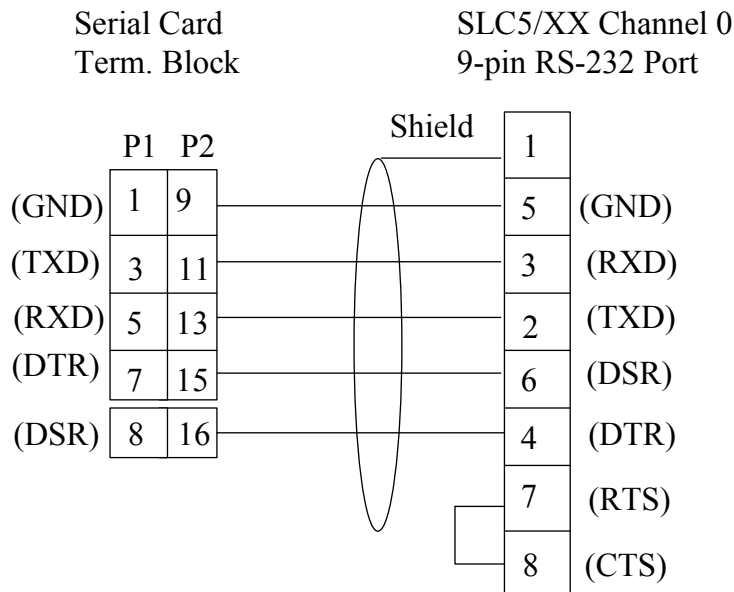 Serial Card SLC5/XX Channel 0
Term. Block 9-pin RS-232 Port
Shield 1
P1 P2
(GND) 1 9 5 (GND)
(TXD) 3 11 3 (RXD)
(RXD) 5 13 2 (TXD)
(DTR) 7 15 6 (DSR)
(DSR) 8 16 4 (DTR)
7 (RTS)
8 (CTS)